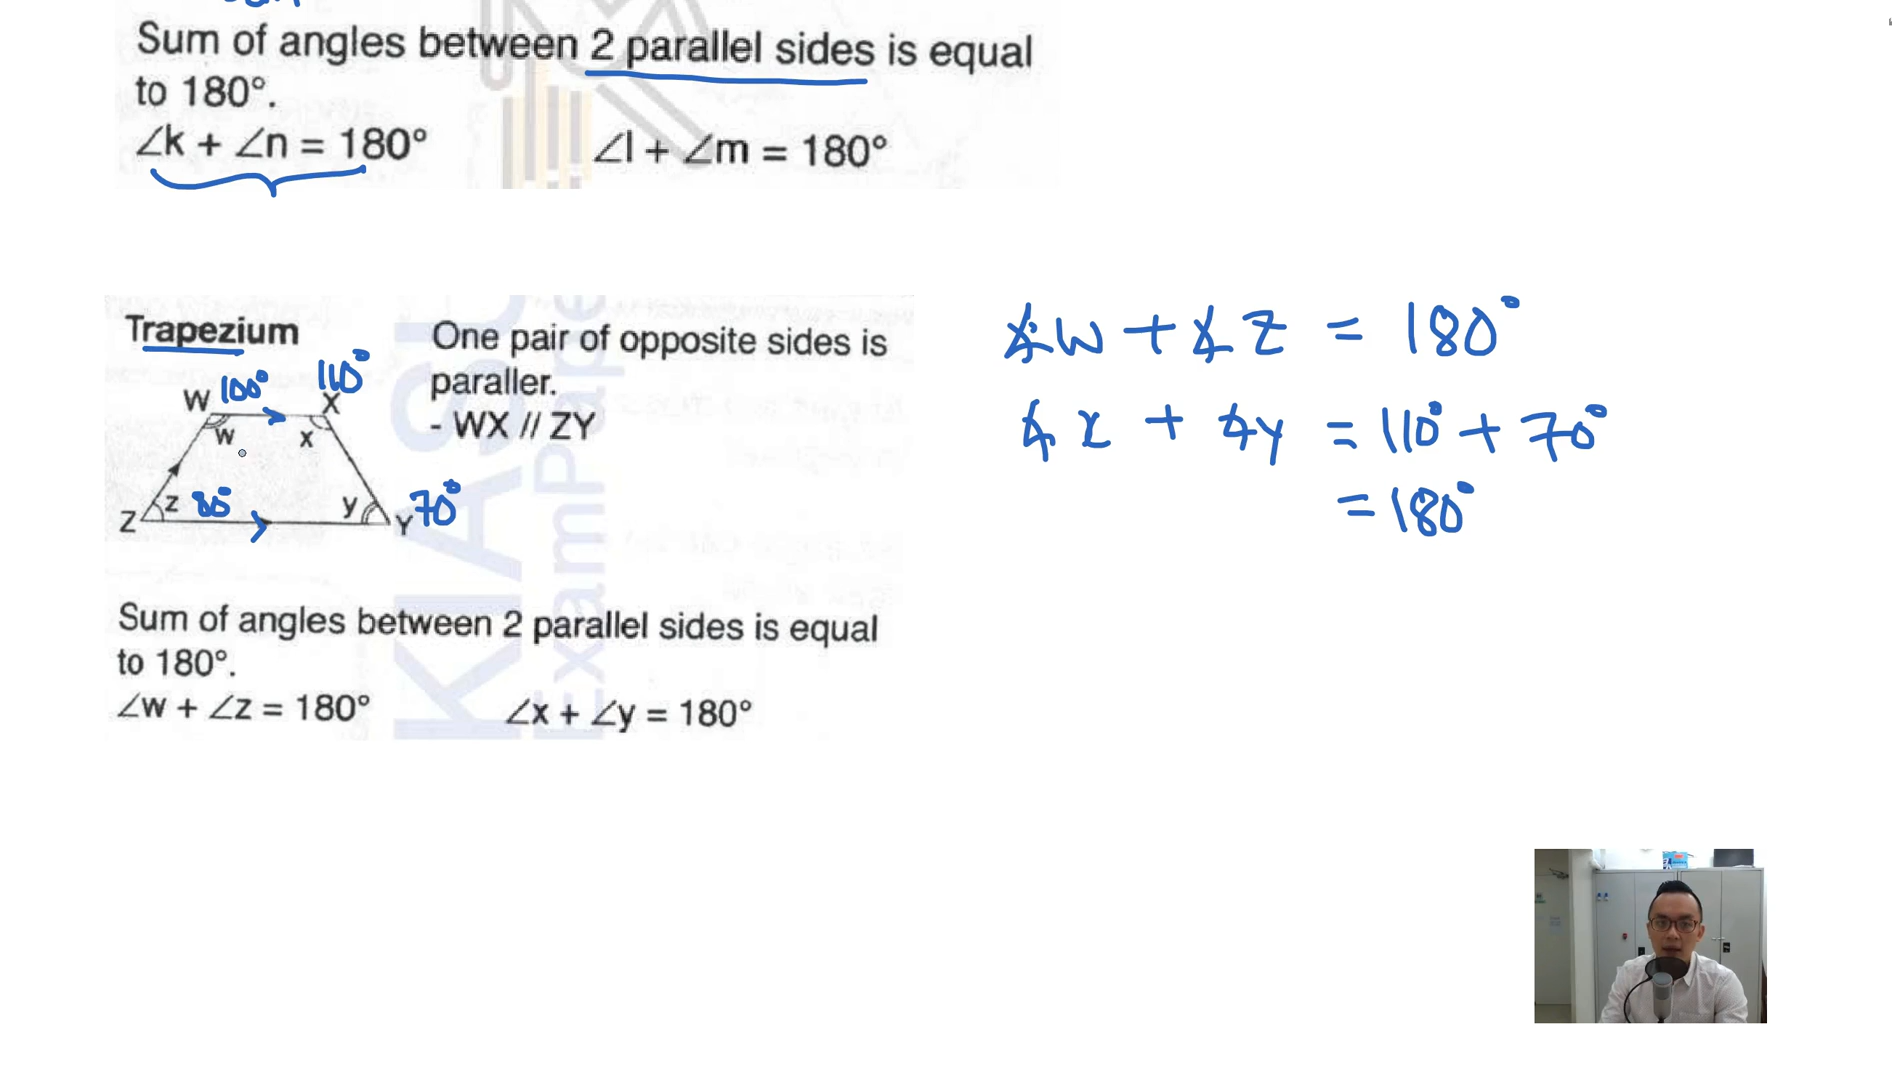 Sum of angles between 2 parallel sides is equal
to 180°.
∠k + ∠n = 180°
∠l + ∠m = 180°
Trapezium
One pair of opposite sides is
paraller.
- WX // ZY
W 100° 110° X
w x
Z z 80° y Y 70°
∠w + ∠z = 180°
∠x + ∠y = 110° + 70°
= 180°
Sum of angles between 2 parallel sides is equal
to 180°.
∠w + ∠z = 180°
∠x + ∠y = 180°
KIASU
ExamPape